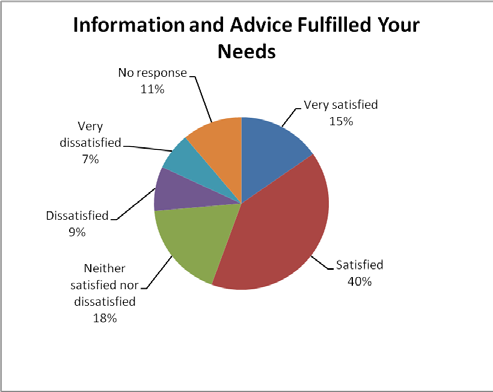 Information and Advice Fulfilled Your
Needs
No response
11%
Very satisfied
15%
Very
dissatisfied
7%
Dissatisfied
9%
Satisfied
40%
Neither
satisfied nor
dissatisfied
18%